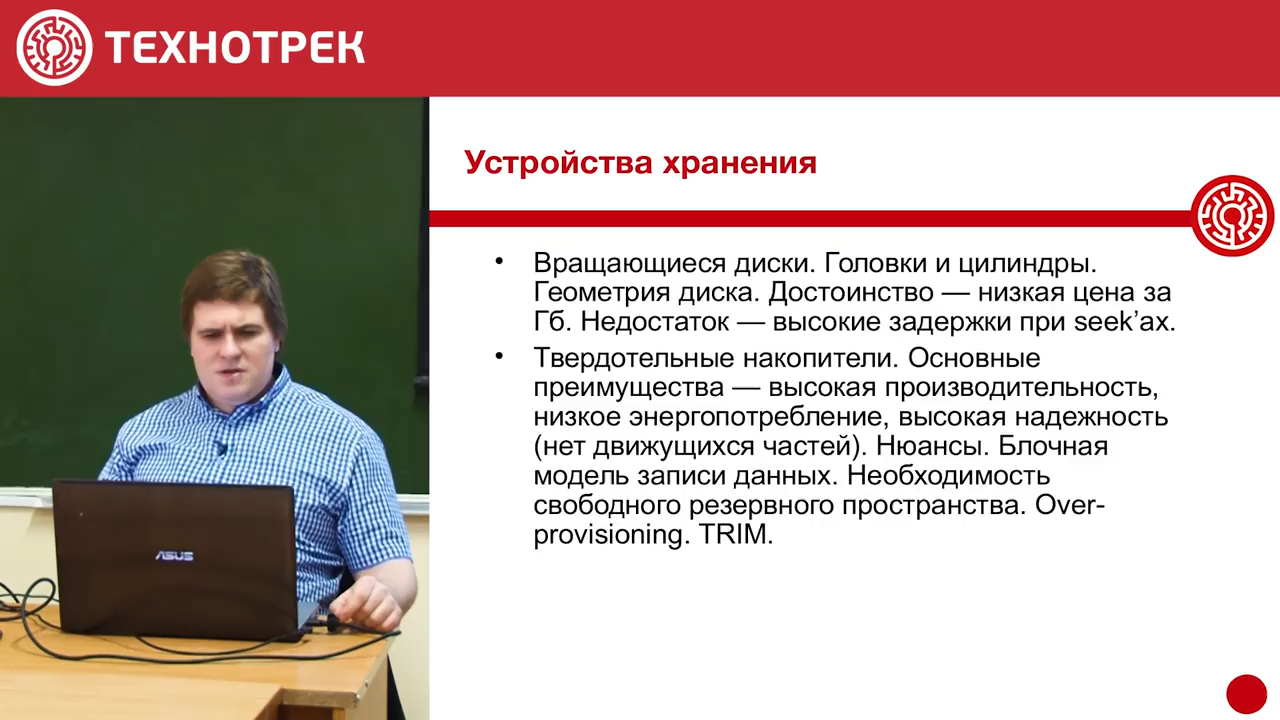 ТЕХНОТРЕК
Устройства хранения
• Вращающиеся диски. Головки и цилиндры.
Геометрия диска. Достоинство — низкая цена за
Гб. Недостаток — высокие задержки при seek’ах.
• Твердотельные накопители. Основные
преимущества — высокая производительность,
низкое энергопотребление, высокая надежность
(нет движущихся частей). Нюансы. Блочная
модель записи данных. Необходимость
свободного резервного пространства. Over-
provisioning. TRIM.
ASUS